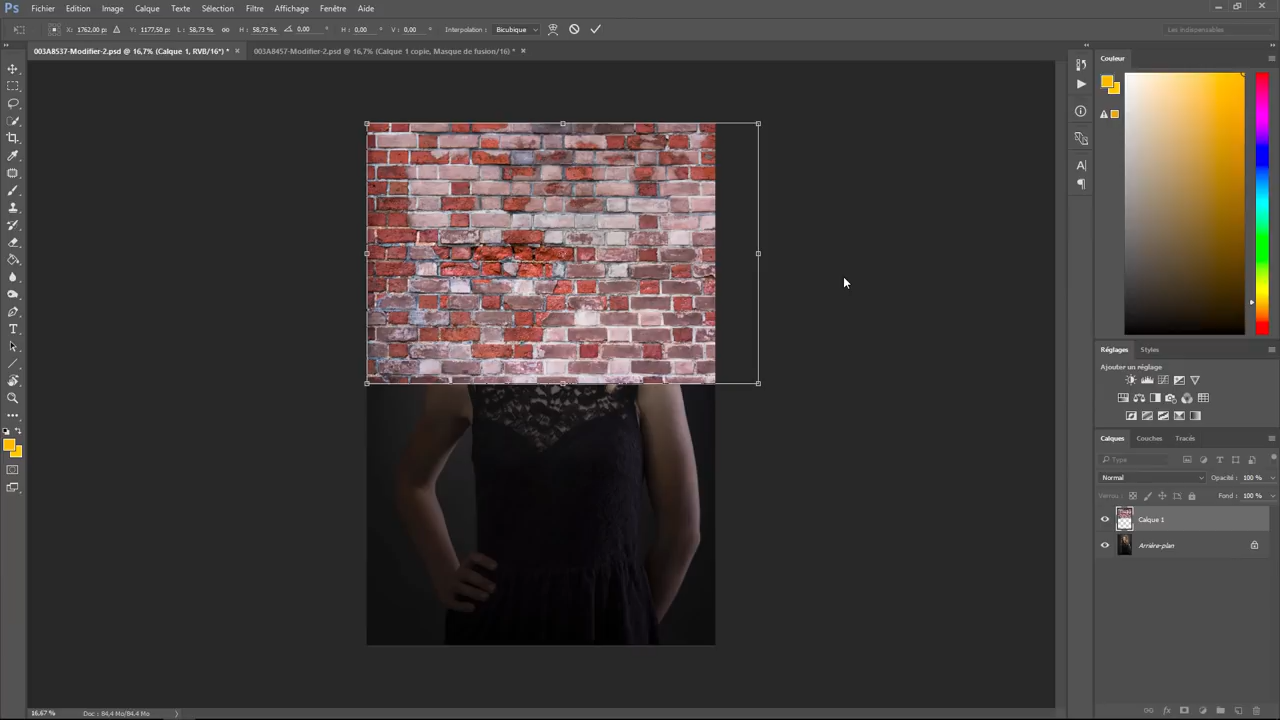 Ps Fichier Edition Image Calque Texte Sélection Filtre Affichage Fenêtre Aide
X: 1762,00 p Y: 1177,50 p L: 58,73 % H: 58,73 % 0,00 ° H: 0,00 ° V: 0,00 ° Interpolation : Bicubique Les indispensables
003A8537-Modifier-2.psd @ 16,7% (Calque 1, RVB/16*) * × 003A8457-Modifier-2.psd @ 16,7% (Calque 1 copie, Masque de fusion/16) * ×
Couleur
Réglages Styles
Ajouter un réglage
Calques Couches Tracés
Type
Normal Opacité : 100 %
Verrou : Fond : 100 %
Calque 1
Arrière-plan
16,67 % Doc : 84,4 Mo/84,4 Mo